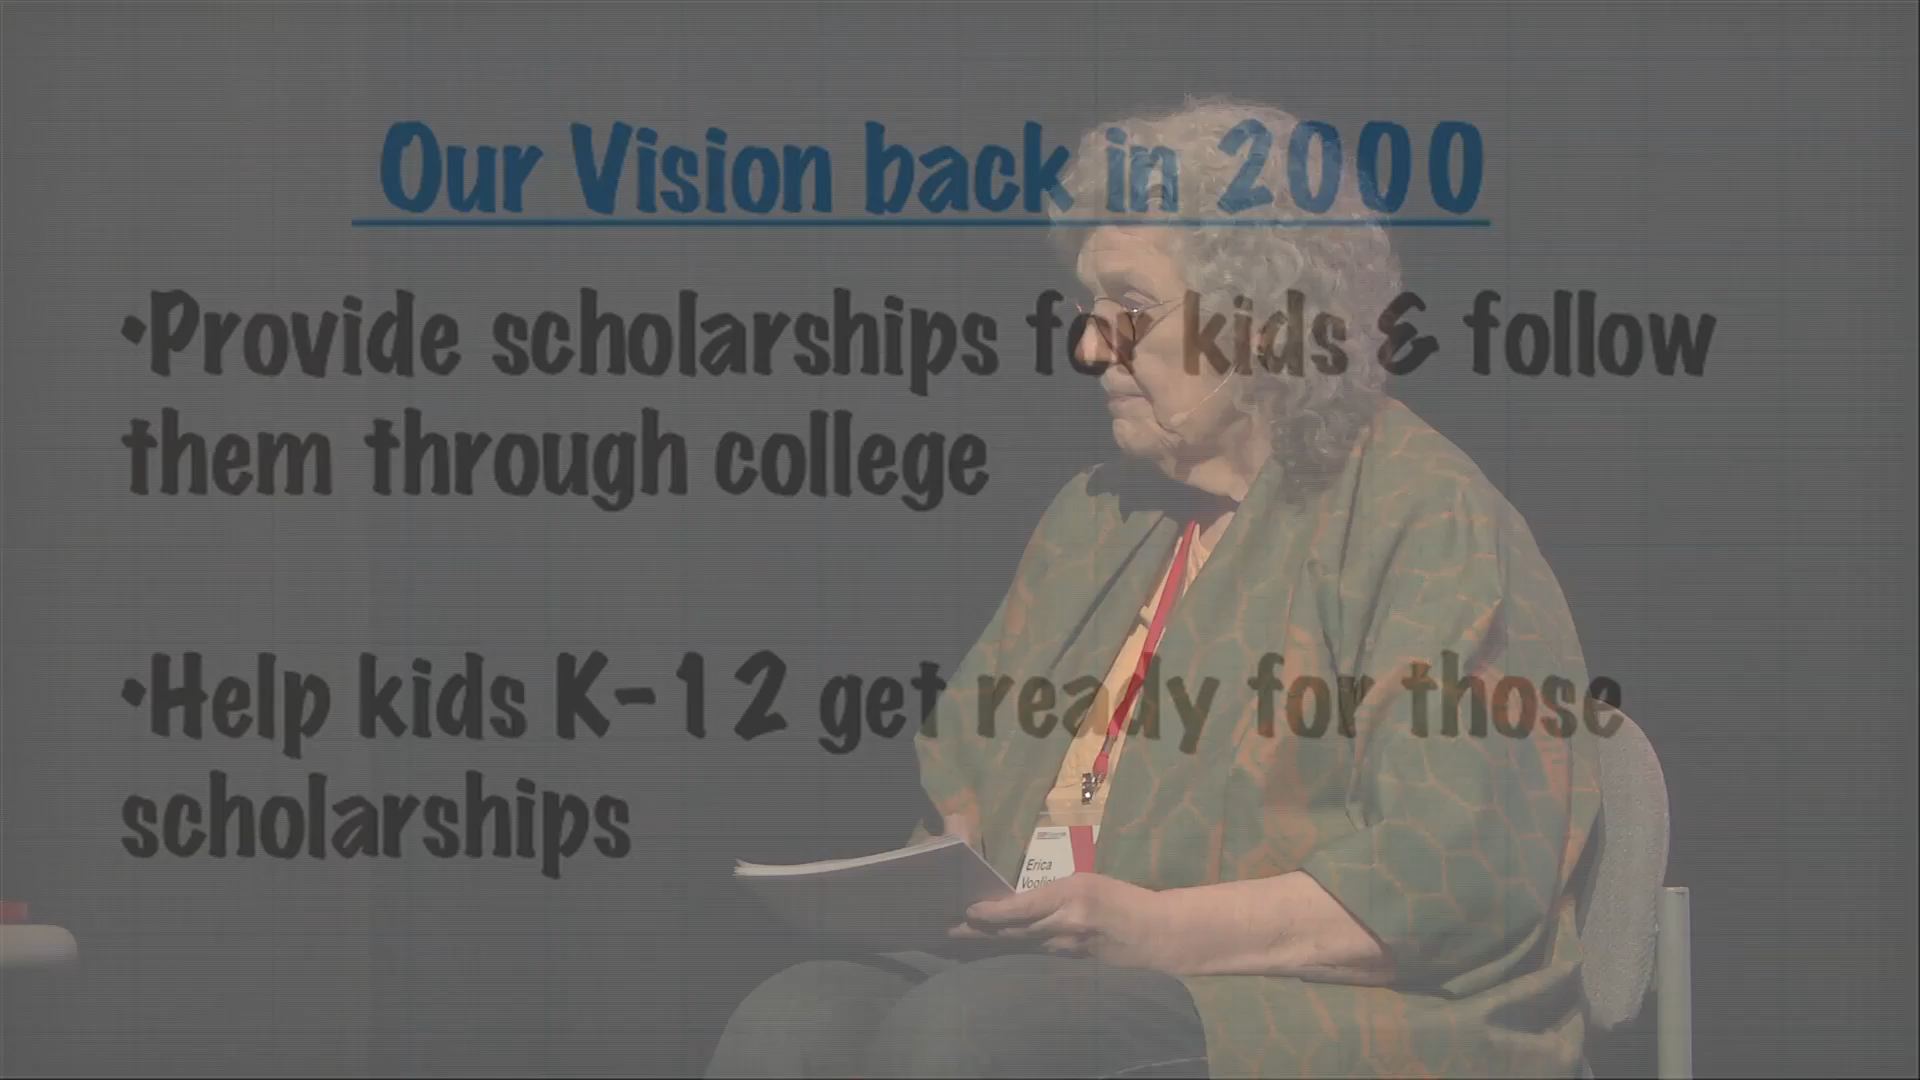 Our Vision back in 2000
•Provide scholarships for kids & follow
them through college
•Help kids K-12 get ready for those
scholarships
Erica